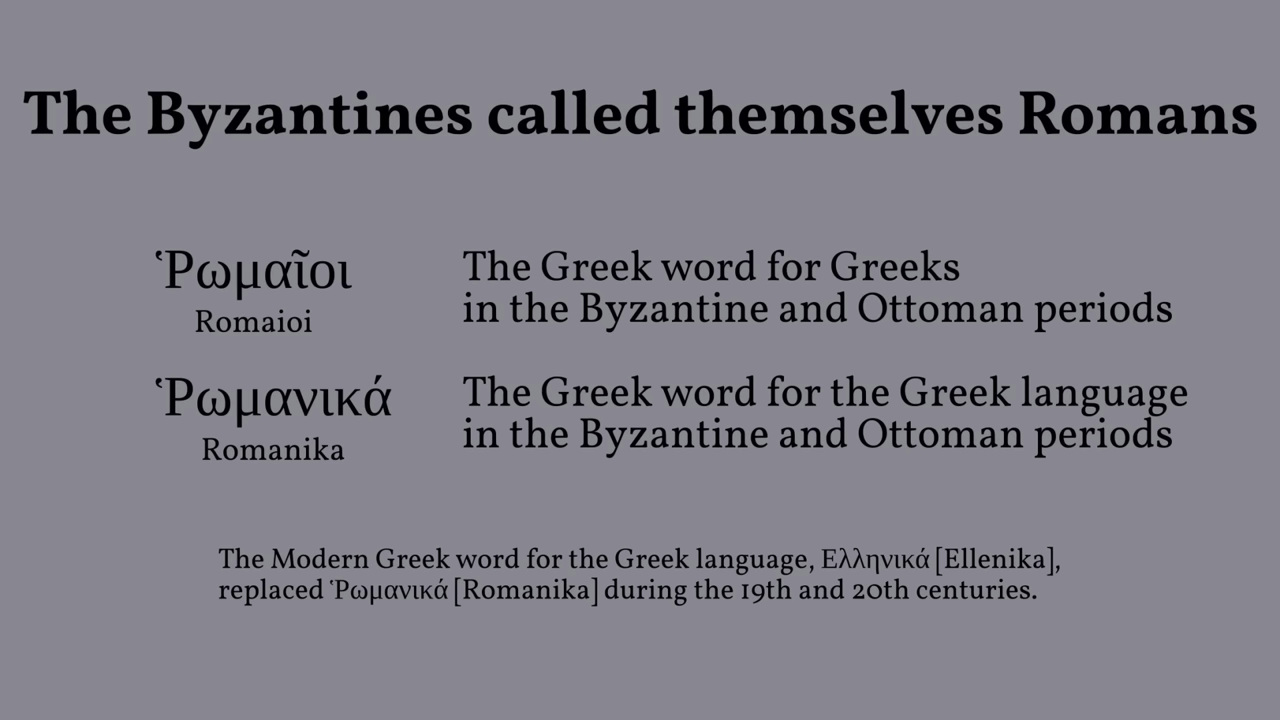 The Byzantines called themselves Romans
Ῥωμαῖοι
Romaioi
The Greek word for Greeks
in the Byzantine and Ottoman periods
Ῥωμανικά
Romanika
The Greek word for the Greek language
in the Byzantine and Ottoman periods
The Modern Greek word for the Greek language, Ελληνικά [Ellenika],
replaced Ῥωμανικά [Romanika] during the 19th and 20th centuries.